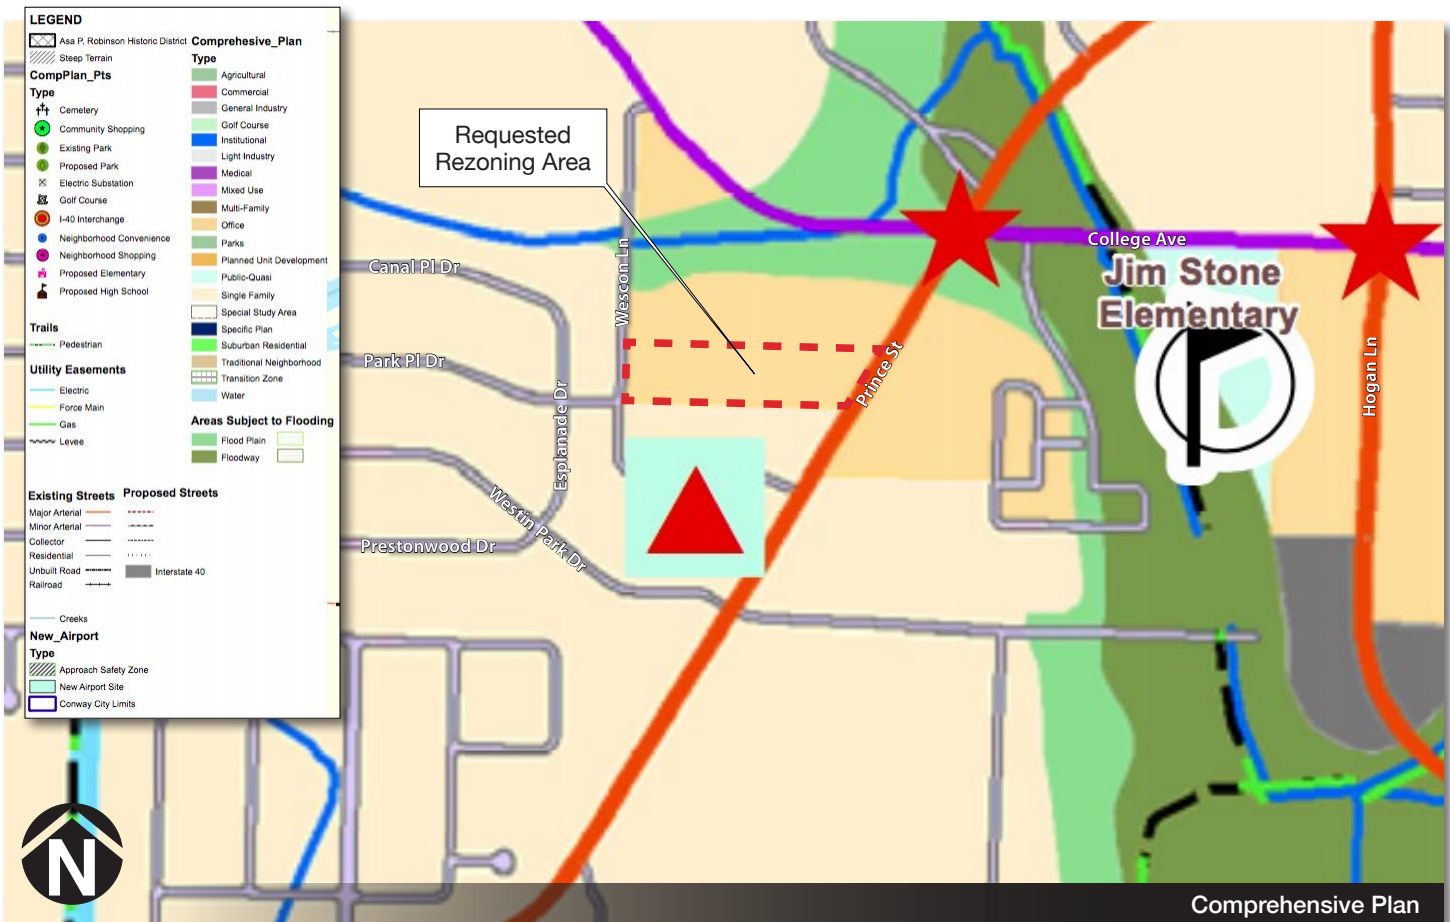 LEGEND
Asa P. Robinson Historic District
Steep Terrain
CompPlan_Pts
Type
Cemetery
Community Shopping
Existing Park
Proposed Park
Electric Substation
Golf Course
I-40 Interchange
Neighborhood Convenience
Neighborhood Shopping
Proposed Elementary
Proposed High School
Trails
Pedestrian
Utility Easements
Electric
Force Main
Gas
Levee
Existing Streets
Major Arterial
Minor Arterial
Collector
Residential
Unbuilt Road
Railroad
Creeks
New_Airport
Type
Approach Safety Zone
New Airport Site
Conway City Limits
Comprehesive_Plan
Type
Agricultural
Commercial
General Industry
Golf Course
Institutional
Light Industry
Medical
Mixed Use
Multi-Family
Office
Parks
Planned Unit Development
Public-Quasi
Single Family
Special Study Area
Specific Plan
Suburban Residential
Traditional Neighborhood
Transition Zone
Water
Areas Subject to Flooding
Flood Plain
Floodway
Proposed Streets
Interstate 40
Requested
Rezoning Area
Canal Pl Dr
Park Pl Dr
Wescon Ln
Esplanade Dr
Westin Park Dr
Prestonwood Dr
Prince St
College Ave
Jim Stone
Elementary
Hogan Ln
N
Comprehensive Plan